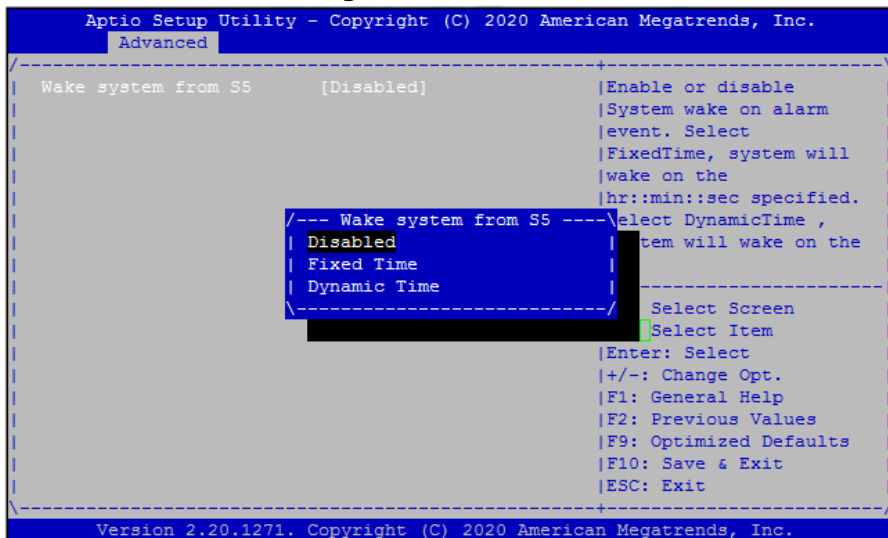 Aptio Setup Utility - Copyright (C) 2020 American Megatrends, Inc.
Advanced
Wake system from S5 [Disabled]
Enable or disable
System wake on alarm
event. Select
FixedTime, system will
wake on the
hr::min::sec specified.
elect DynamicTime ,
tem will wake on the
--- Wake system from S5 ----
Disabled
Fixed Time
Dynamic Time
Select Screen
Select Item
Enter: Select
+/-: Change Opt.
F1: General Help
F2: Previous Values
F9: Optimized Defaults
F10: Save & Exit
ESC: Exit
Version 2.20.1271. Copyright (C) 2020 American Megatrends, Inc.